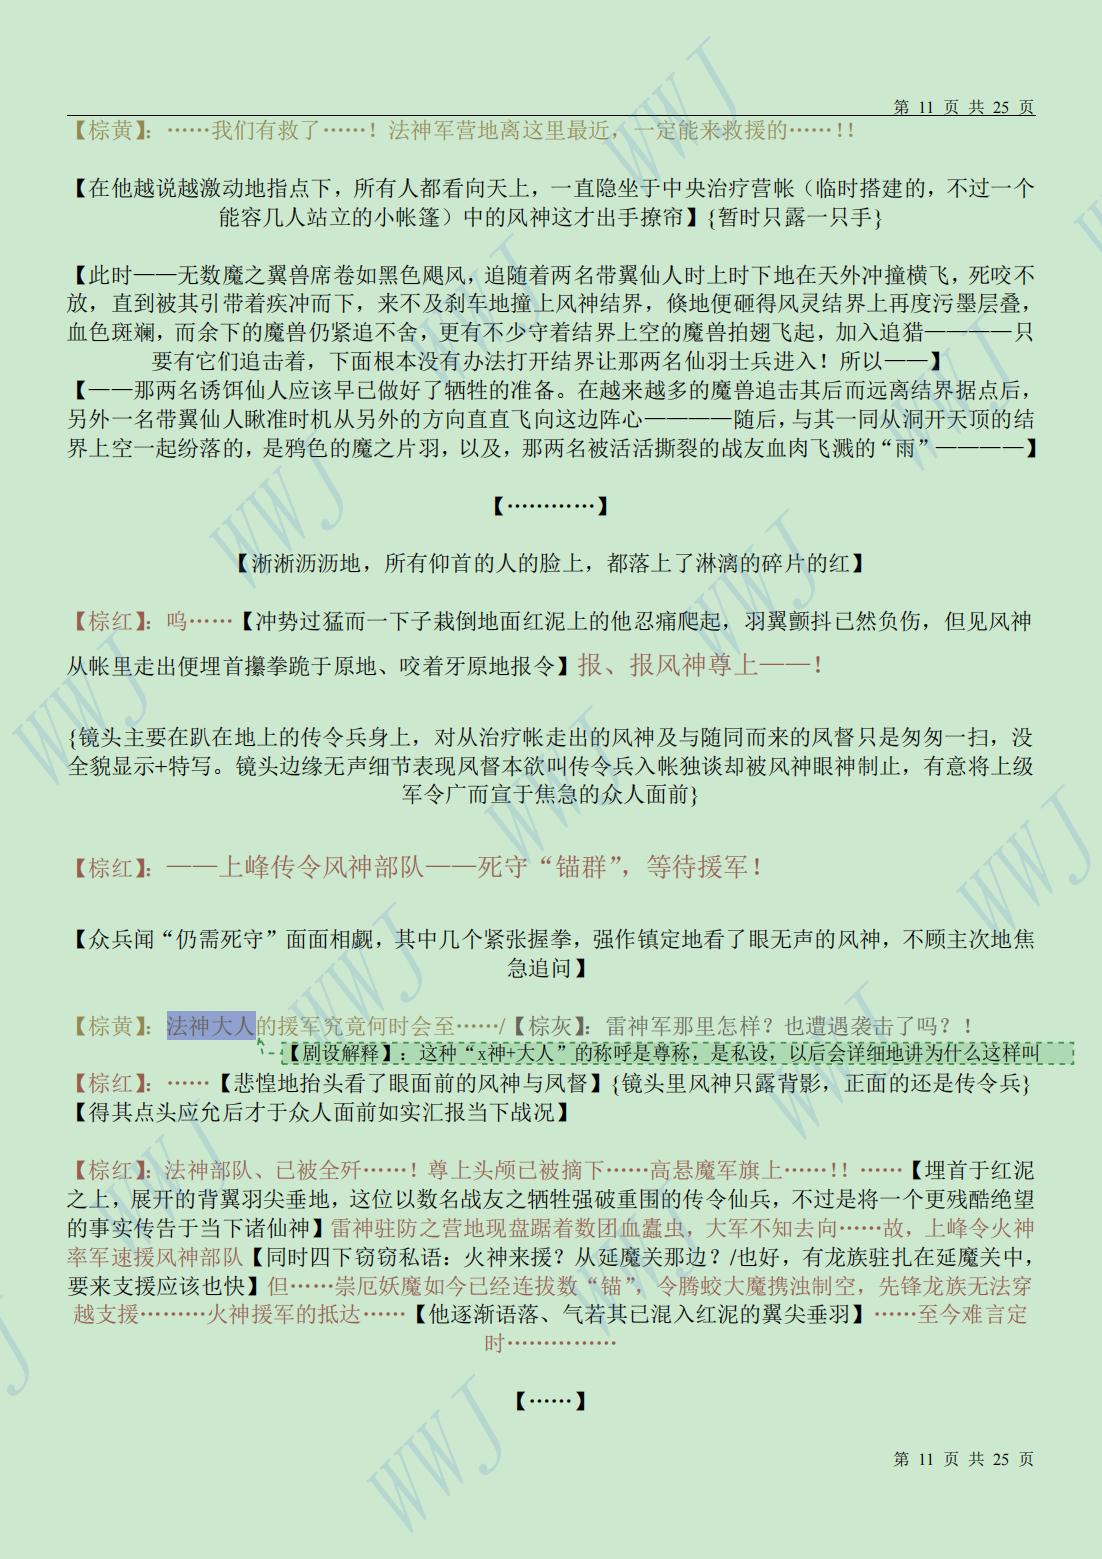 第 11 页 共 25 页
【棕黄】：……我们有救了……！法神军营地离这里最近，一定能来救援的……！！
【在他越说越激动地指点下，所有人都看向天上，一直隐坐于中央治疗营帐（临时搭建的，不过一个
能容几人站立的小帐篷）中的风神这才出手撩帘】{暂时只露一只手}
【此时——无数魔之翼兽席卷如黑色飓风，追随着两名带翼仙人时上时下地在天外冲撞横飞，死咬不
放，直到被其引带着疾冲而下，来不及刹车地撞上风神结界，倏地便砸得风灵结界上再度污墨层叠，
血色斑斓，而余下的魔兽仍紧追不舍，更有不少守着结界上空的魔兽拍翅飞起，加入追猎————只
要有它们追击着，下面根本没有办法打开结界让那两名仙羽士兵进入！所以——】
【——那两名诱饵仙人应该早已做好了牺牲的准备。在越来越多的魔兽追击其后而远离结界据点后，
另外一名带翼仙人瞅准时机从另外的方向直直飞向这边阵心————随后，与其一同从洞开天顶的结
界上空一起纷落的，是鸦色的魔之片羽，以及，那两名被活活撕裂的战友血肉飞溅的“雨”————】
【…………】
【淅淅沥沥地，所有仰首的人的脸上，都落上了淋漓的碎片的红】
【棕红】：呜……【冲势过猛而一下子栽倒地面红泥上的他忍痛爬起，羽翼颤抖已然负伤，但见风神
从帐里走出便埋首攥拳跪于原地、咬着牙原地报令】报、报风神尊上——！
{镜头主要在趴在地上的传令兵身上，对从治疗帐走出的风神及与随同而来的凤督只是匆匆一扫，没
全貌显示+特写。镜头边缘无声细节表现凤督本欲叫传令兵入帐独谈却被风神眼神制止，有意将上级
军令广而宣于焦急的众人面前}
【棕红】：——上峰传令风神部队——死守“锚群”，等待援军！
【众兵闻“仍需死守”面面相觑，其中几个紧张握拳，强作镇定地看了眼无声的风神，不顾主次地焦
急追问】
【棕黄】：法神大人的援军究竟何时会至……/【棕灰】：雷神军那里怎样？也遭遇袭击了吗？！
【剧设解释】：这种“x神+大人”的称呼是尊称，是私设，以后会详细地讲为什么这样叫
【棕红】：……【悲惶地抬头看了眼面前的风神与凤督】{镜头里风神只露背影，正面的还是传令兵}
【得其点头应允后才于众人面前如实汇报当下战况】
【棕红】：法神部队、已被全歼……！尊上头颅已被摘下……高悬魔军旗上……！！……【埋首于红泥
之上，展开的背翼羽尖垂地，这位以数名战友之牺牲强破重围的传令仙兵，不过是将一个更残酷绝望
的事实传告于当下诸仙神】雷神驻防之营地现盘踞着数团血蠹虫，大军不知去向……故，上峰令火神
率军速援风神部队【同时四下窃窃私语：火神来援？从延魔关那边？/也好，有龙族驻扎在延魔关中，
要来支援应该也快】但……崇厄妖魔如今已经连拔数“锚”，令腾蛟大魔携浊制空，先锋龙族无法穿
越支援………火神援军的抵达……【他逐渐语落、气若其已混入红泥的翼尖垂羽】……至今难言定
时……………
【……】
第 11 页 共 25 页